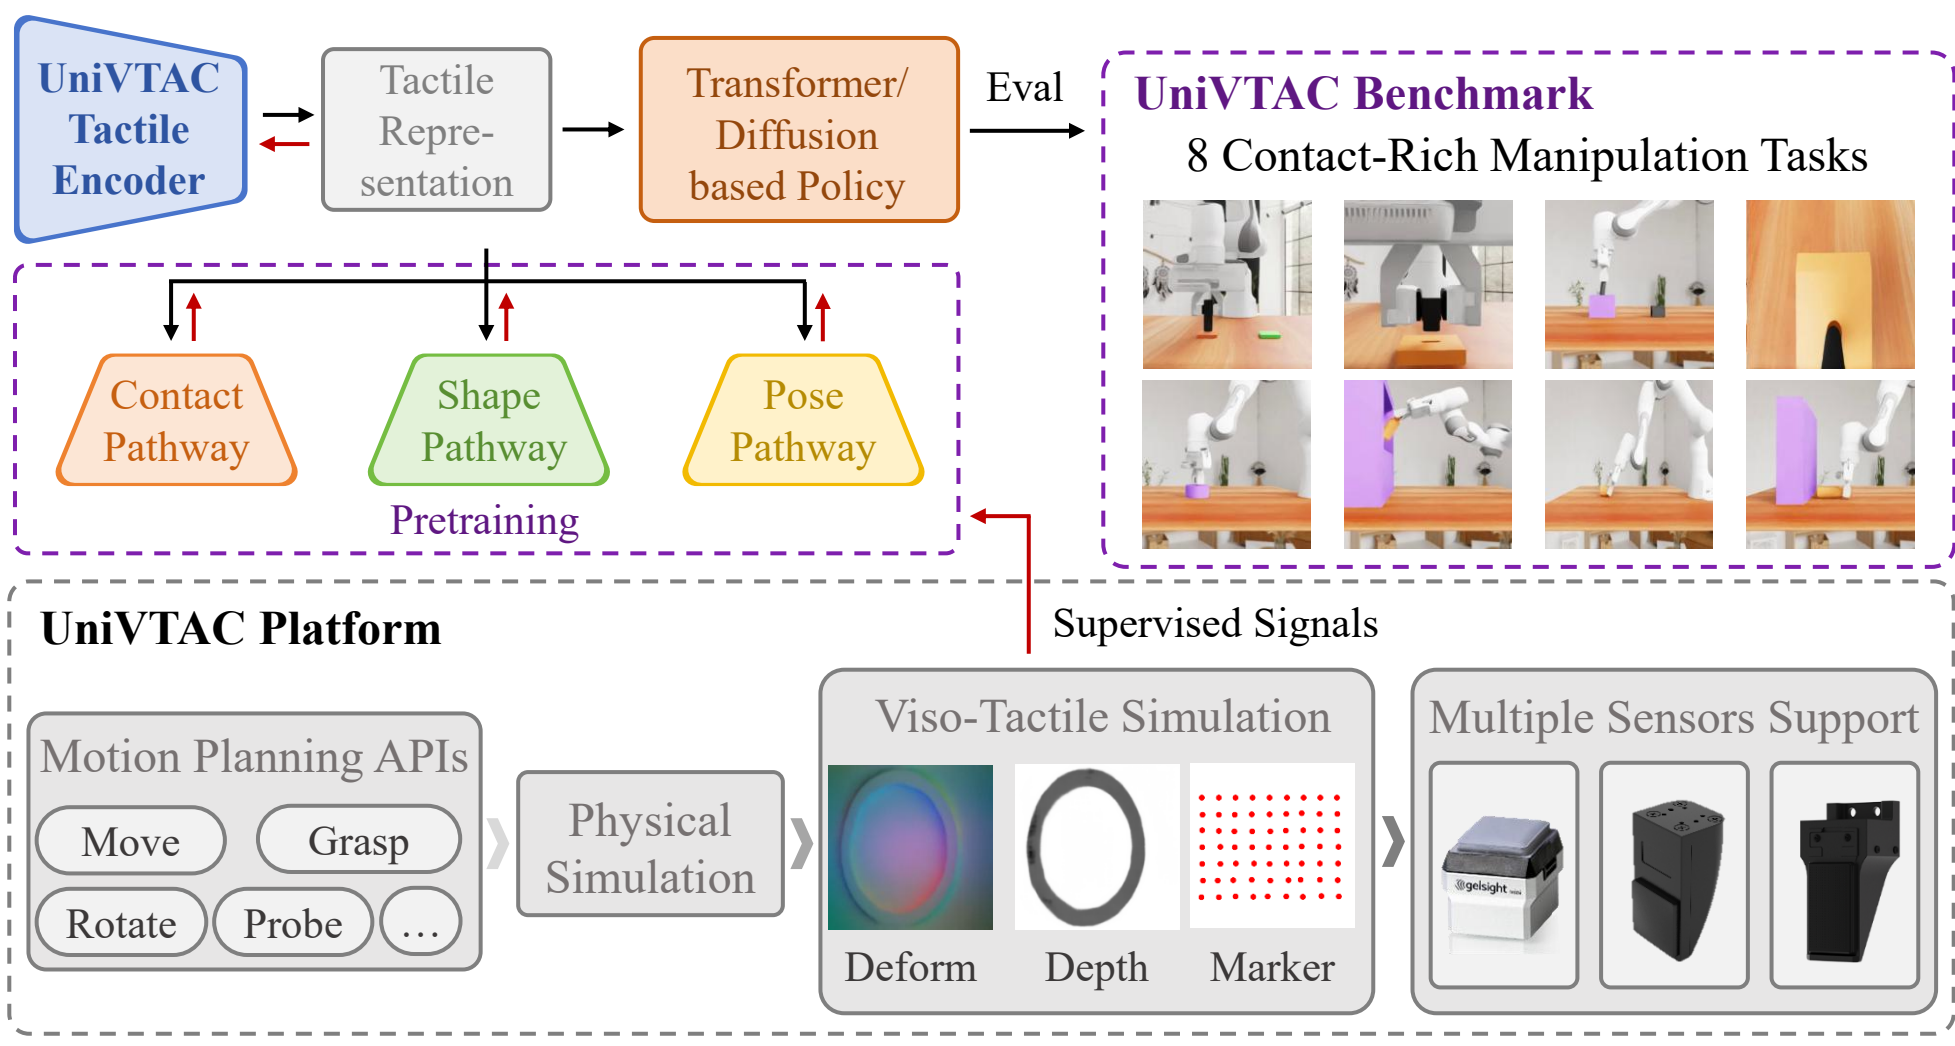 UniVTAC
Tactile
Encoder
Tactile
Repre-
sentation
Transformer/
Diffusion
based Policy
Eval
UniVTAC Benchmark
8 Contact-Rich Manipulation Tasks
Contact
Pathway
Shape
Pathway
Pose
Pathway
Pretraining
UniVTAC Platform
Supervised Signals
Motion Planning APIs
Move
Grasp
Rotate
Probe
...
Physical
Simulation
Viso-Tactile Simulation
Deform
Depth
Marker
Multiple Sensors Support
gelsight